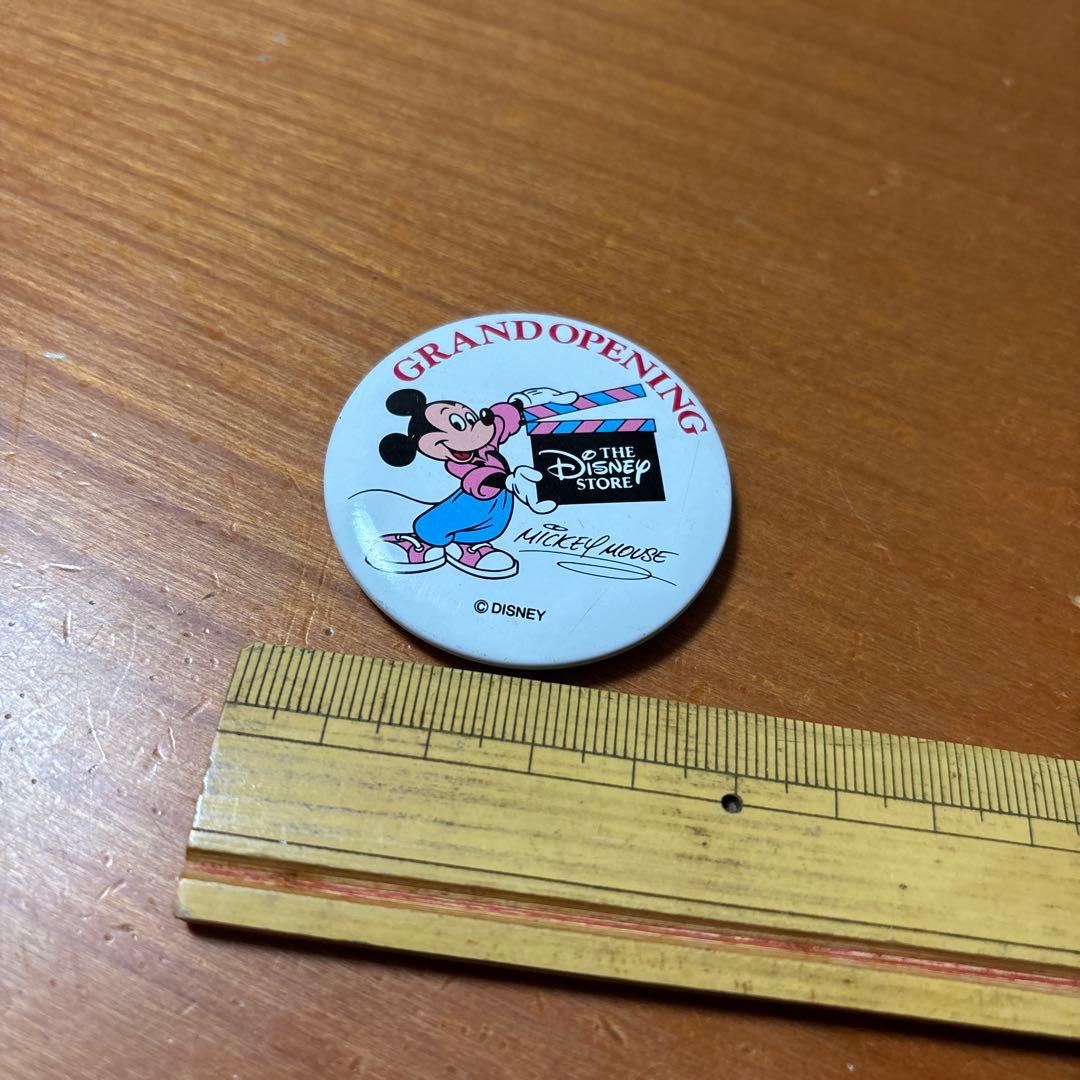 GRAND OPENING
THE
DISNEY
STORE
MICKEY MOUSE
© DISNEY